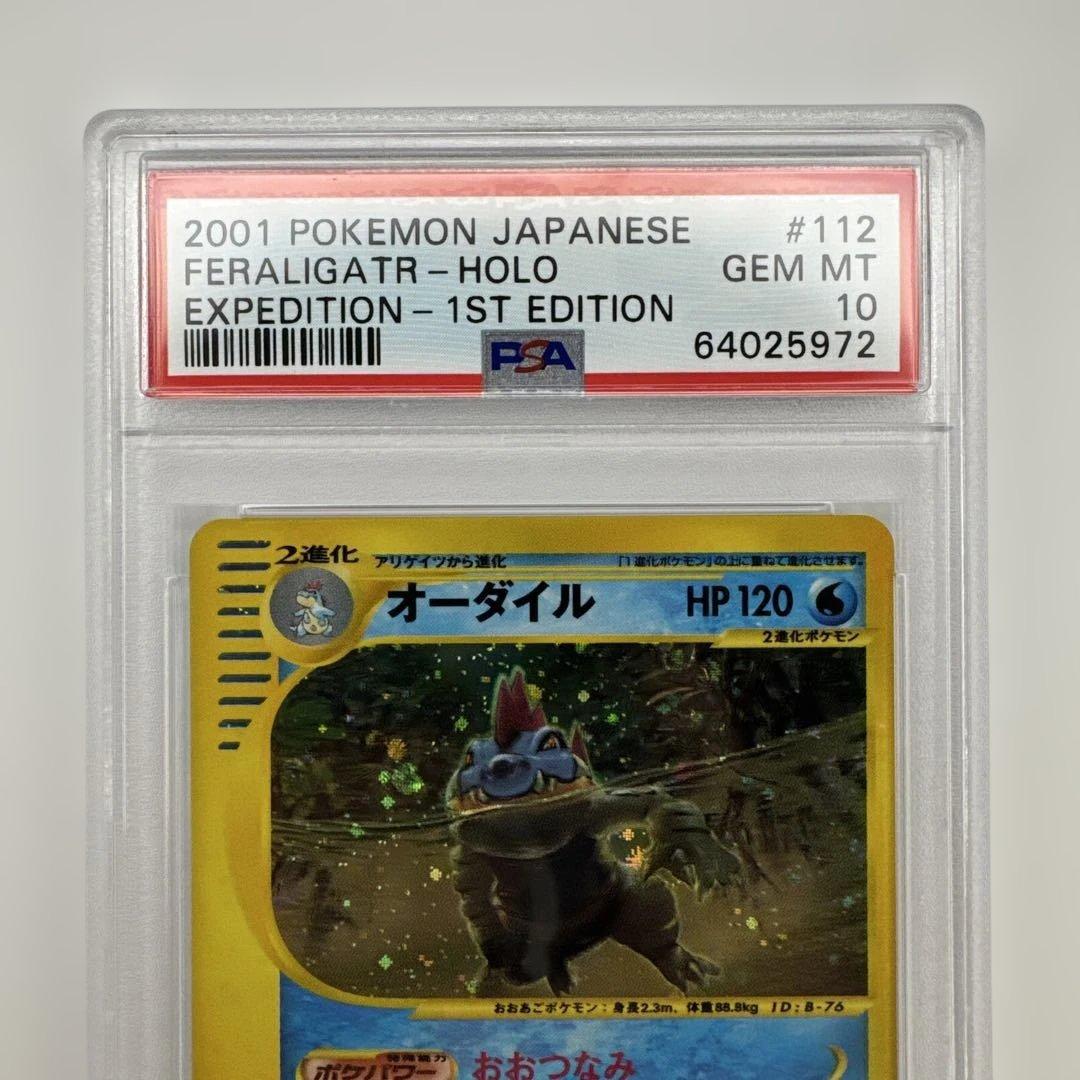 2001 POKEMON JAPANESE #112
FERALIGATR-HOLO GEM MT
EXPEDITION-1ST EDITION 10
PSA 64025972
2進化 アリゲイツから進化 「1進化ポケモン」の上に重ねて進化させます。
オーダイル HP 120
2進化ポケモン
おおあごポケモン：身長2.3m、体重88.8kg ID:B-76
特殊能力
ポケパワー おおつなみ